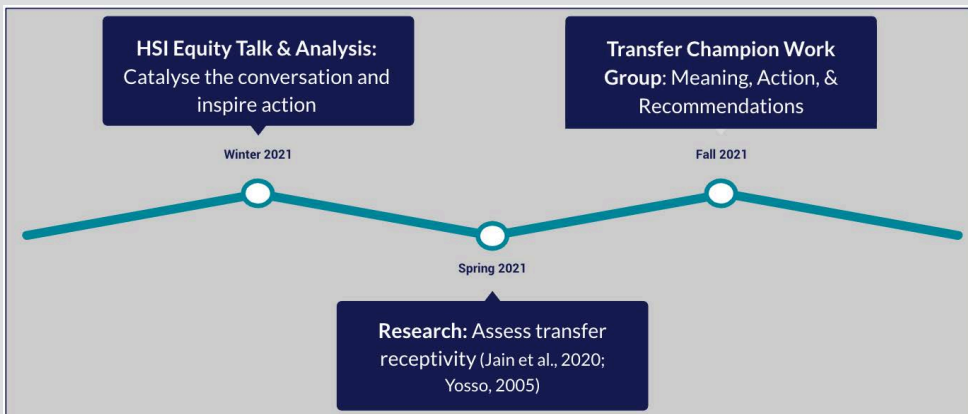 HSI Equity Talk & Analysis:
Catalyse the conversation and
inspire action
Winter 2021
Transfer Champion Work
Group: Meaning, Action, &
Recommendations
Fall 2021
Spring 2021
Research: Assess transfer
receptivity (Jain et al., 2020;
Yosso, 2005)